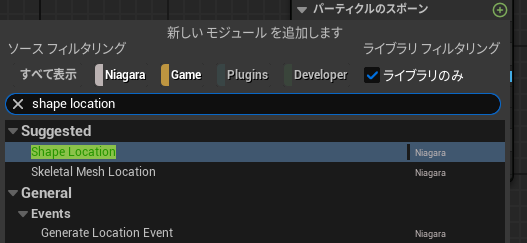 パーティクルのスポーン
新しい モジュール を追加します
ソース フィルタリング
ライブラリ フィルタリング
すべて表示 Niagara Game Plugins Developer ライブラリのみ
shape location
Suggested
Shape Location Niagara
Skeletal Mesh Location Niagara
General
Events
Generate Location Event Niagara